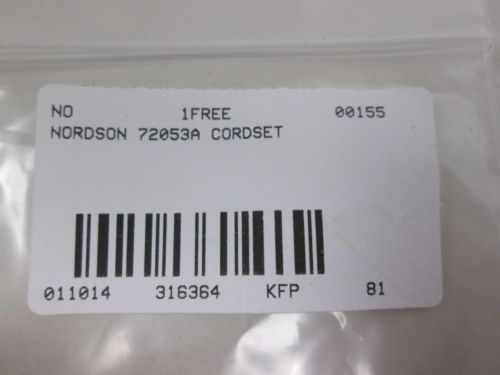 NO 1FREE 00155
NORDSON 72053A CORDSET
011014 316364 KFP 81